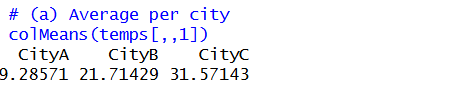 # (a) Average per city
colMeans(temps[,,1])
CityA CityB CityC
9.28571 21.71429 31.57143